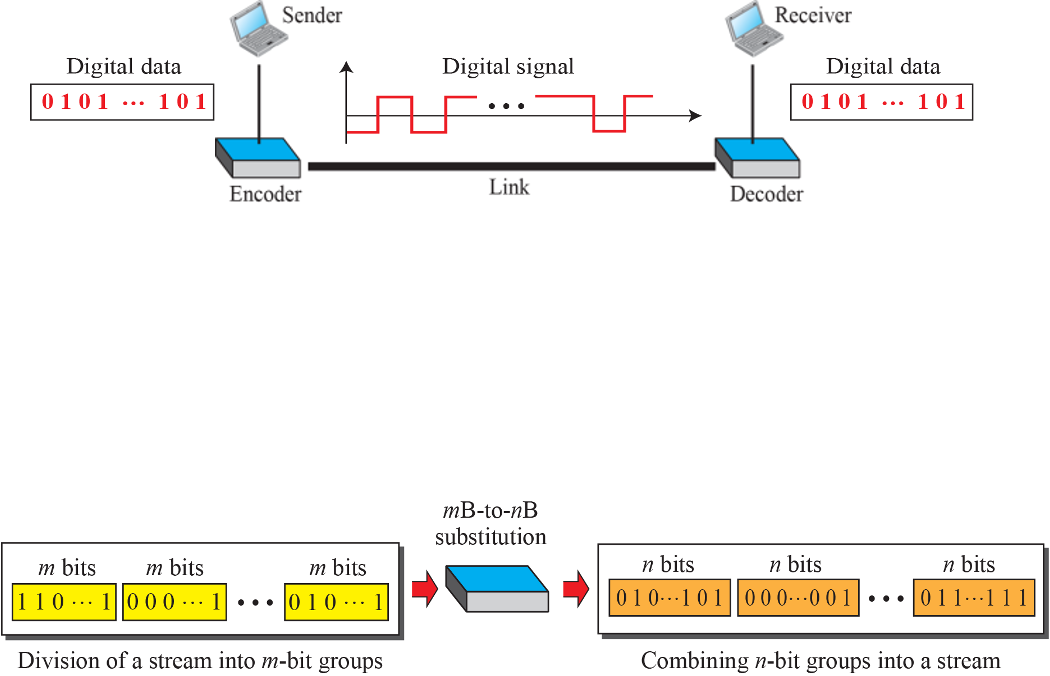 Sender
Receiver
Digital data
Digital signal
Digital data
0 1 0 1 ··· 1 0 1
•••
0 1 0 1 ··· 1 0 1
Link
Encoder
Decoder
mB-to-nB
substitution
m bits m bits m bits
n bits n bits n bits
1 1 0 ··· 1 0 0 0 ··· 1 ••• 0 1 0 ··· 1
0 1 0 ··· 1 0 1 0 0 0 ··· 0 0 1 ••• 0 1 1 ··· 1 1 1
Division of a stream into m-bit groups
Combining n-bit groups into a stream